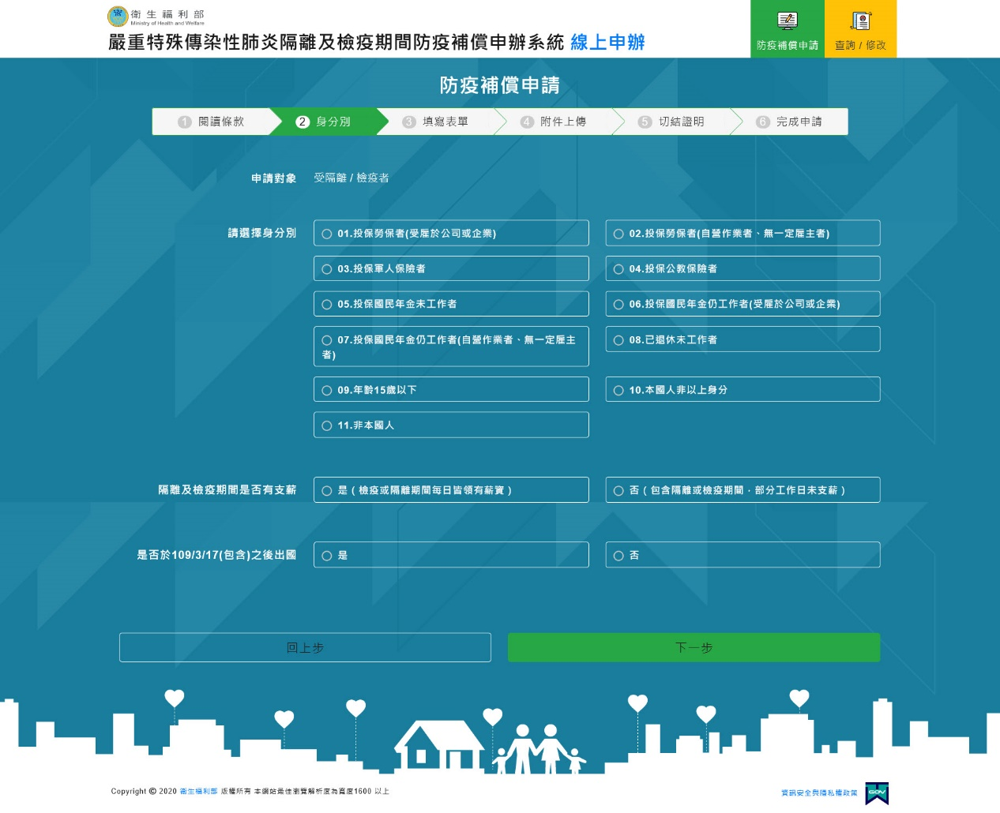 衛生福利部
Ministry of Health and Welfare
嚴重特殊傳染性肺炎隔離及檢疫期間防疫補償申辦系統 線上申辦
防疫補償申請
查詢 / 修改
防疫補償申請
1 閱讀條款
2 身分別
3 填寫表單
4 附件上傳
5 切結證明
6 完成申請
申請對象
受隔離 / 檢疫者
請選擇身分別
01.投保勞保者(受雇於公司或企業)
02.投保勞保者(自營作業者、無一定雇主者)
03.投保軍人保險者
04.投保公教保險者
05.投保國民年金未工作者
06.投保國民年金仍工作者(受雇於公司或企業)
07.投保國民年金仍工作者(自營作業者、無一定雇主
者)
08.已退休未工作者
09.年齡15歲以下
10.本國人非以上身分
11.非本國人
隔離及檢疫期間是否有支薪
是 ( 檢疫或隔離期間每日皆領有薪資 )
否 ( 包含隔離或檢疫期間，部分工作日未支薪 )
是否於109/3/17(包含)之後出國
是
否
回上步
下一步
Copyright © 2020 衛生福利部 版權所有 本網站最佳瀏覽解析度為寬度1600 以上
資訊安全與隱私權政策
GOV